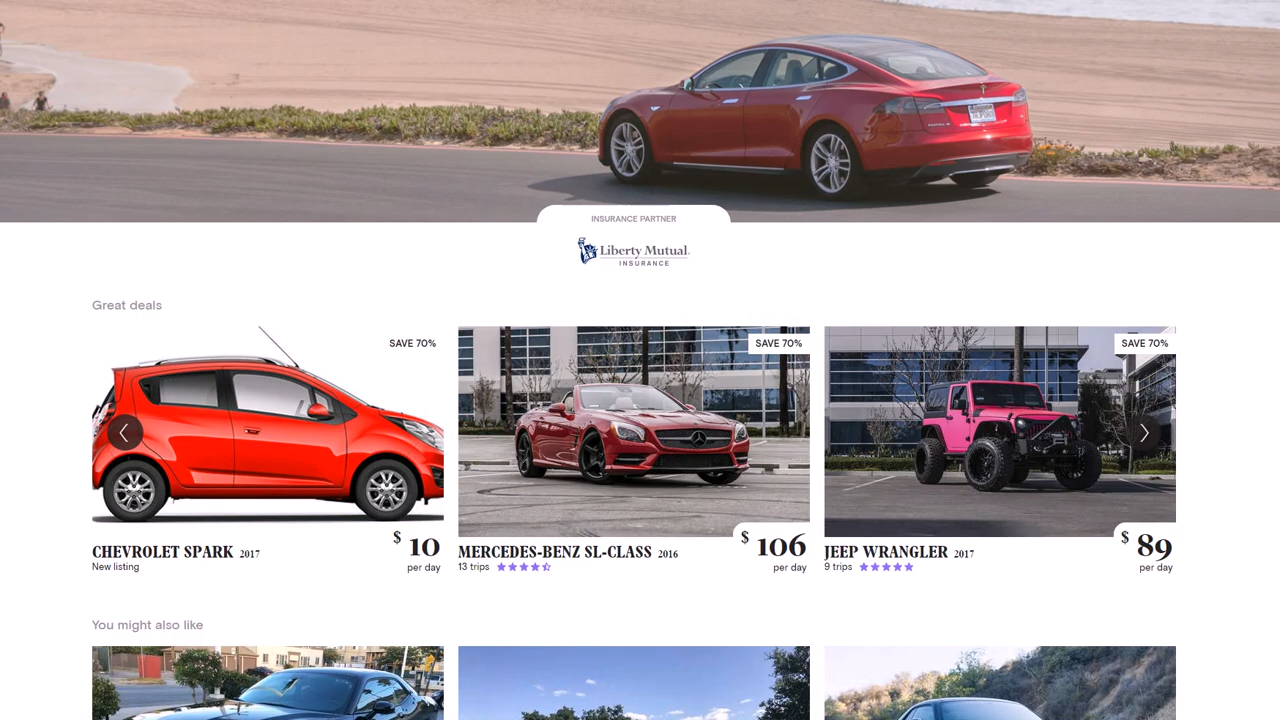 INSURANCE PARTNER
Liberty Mutual
INSURANCE
Great deals
SAVE 70%
SAVE 70%
SAVE 70%
CHEVROLET SPARK 2017
New listing
$ 10
per day
MERCEDES-BENZ SL-CLASS 2016
13 trips
$ 106
per day
JEEP WRANGLER 2017
9 trips
$ 89
per day
You might also like